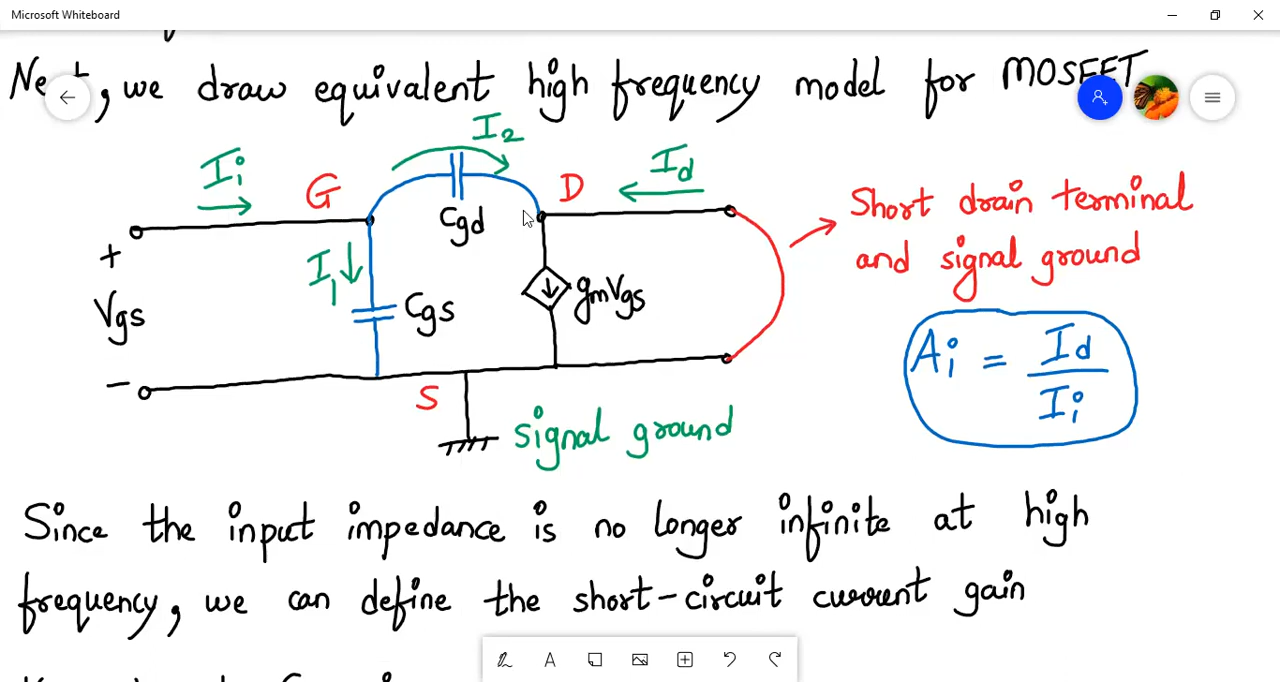 Microsoft Whiteboard
Next, we draw equivalent high frequency model for MOSFET
I2
Ii
G
D
Id
Cgd
Short drain terminal
and signal ground
+
I1
Vgs
Cgs
gmVgs
Ai = Id / Ii
-
S
signal ground
Since the input impedance is no longer infinite at high
frequency, we can define the short-circuit current gain
A